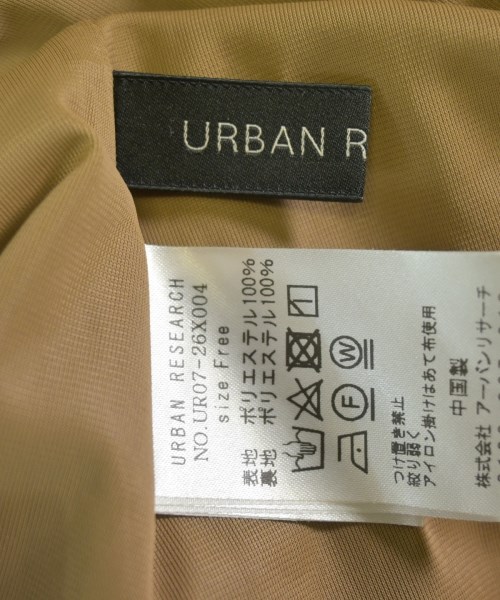 URBAN R
URBAN RESEARCH
NO.UR07-26X004
size Free
表地 ポリエステル100%
裏地 ポリエステル100%
W
F
つけ置き禁止
絞り弱く
アイロン掛けはあて布使用
中国製
株式会社 アーバンリサーチ